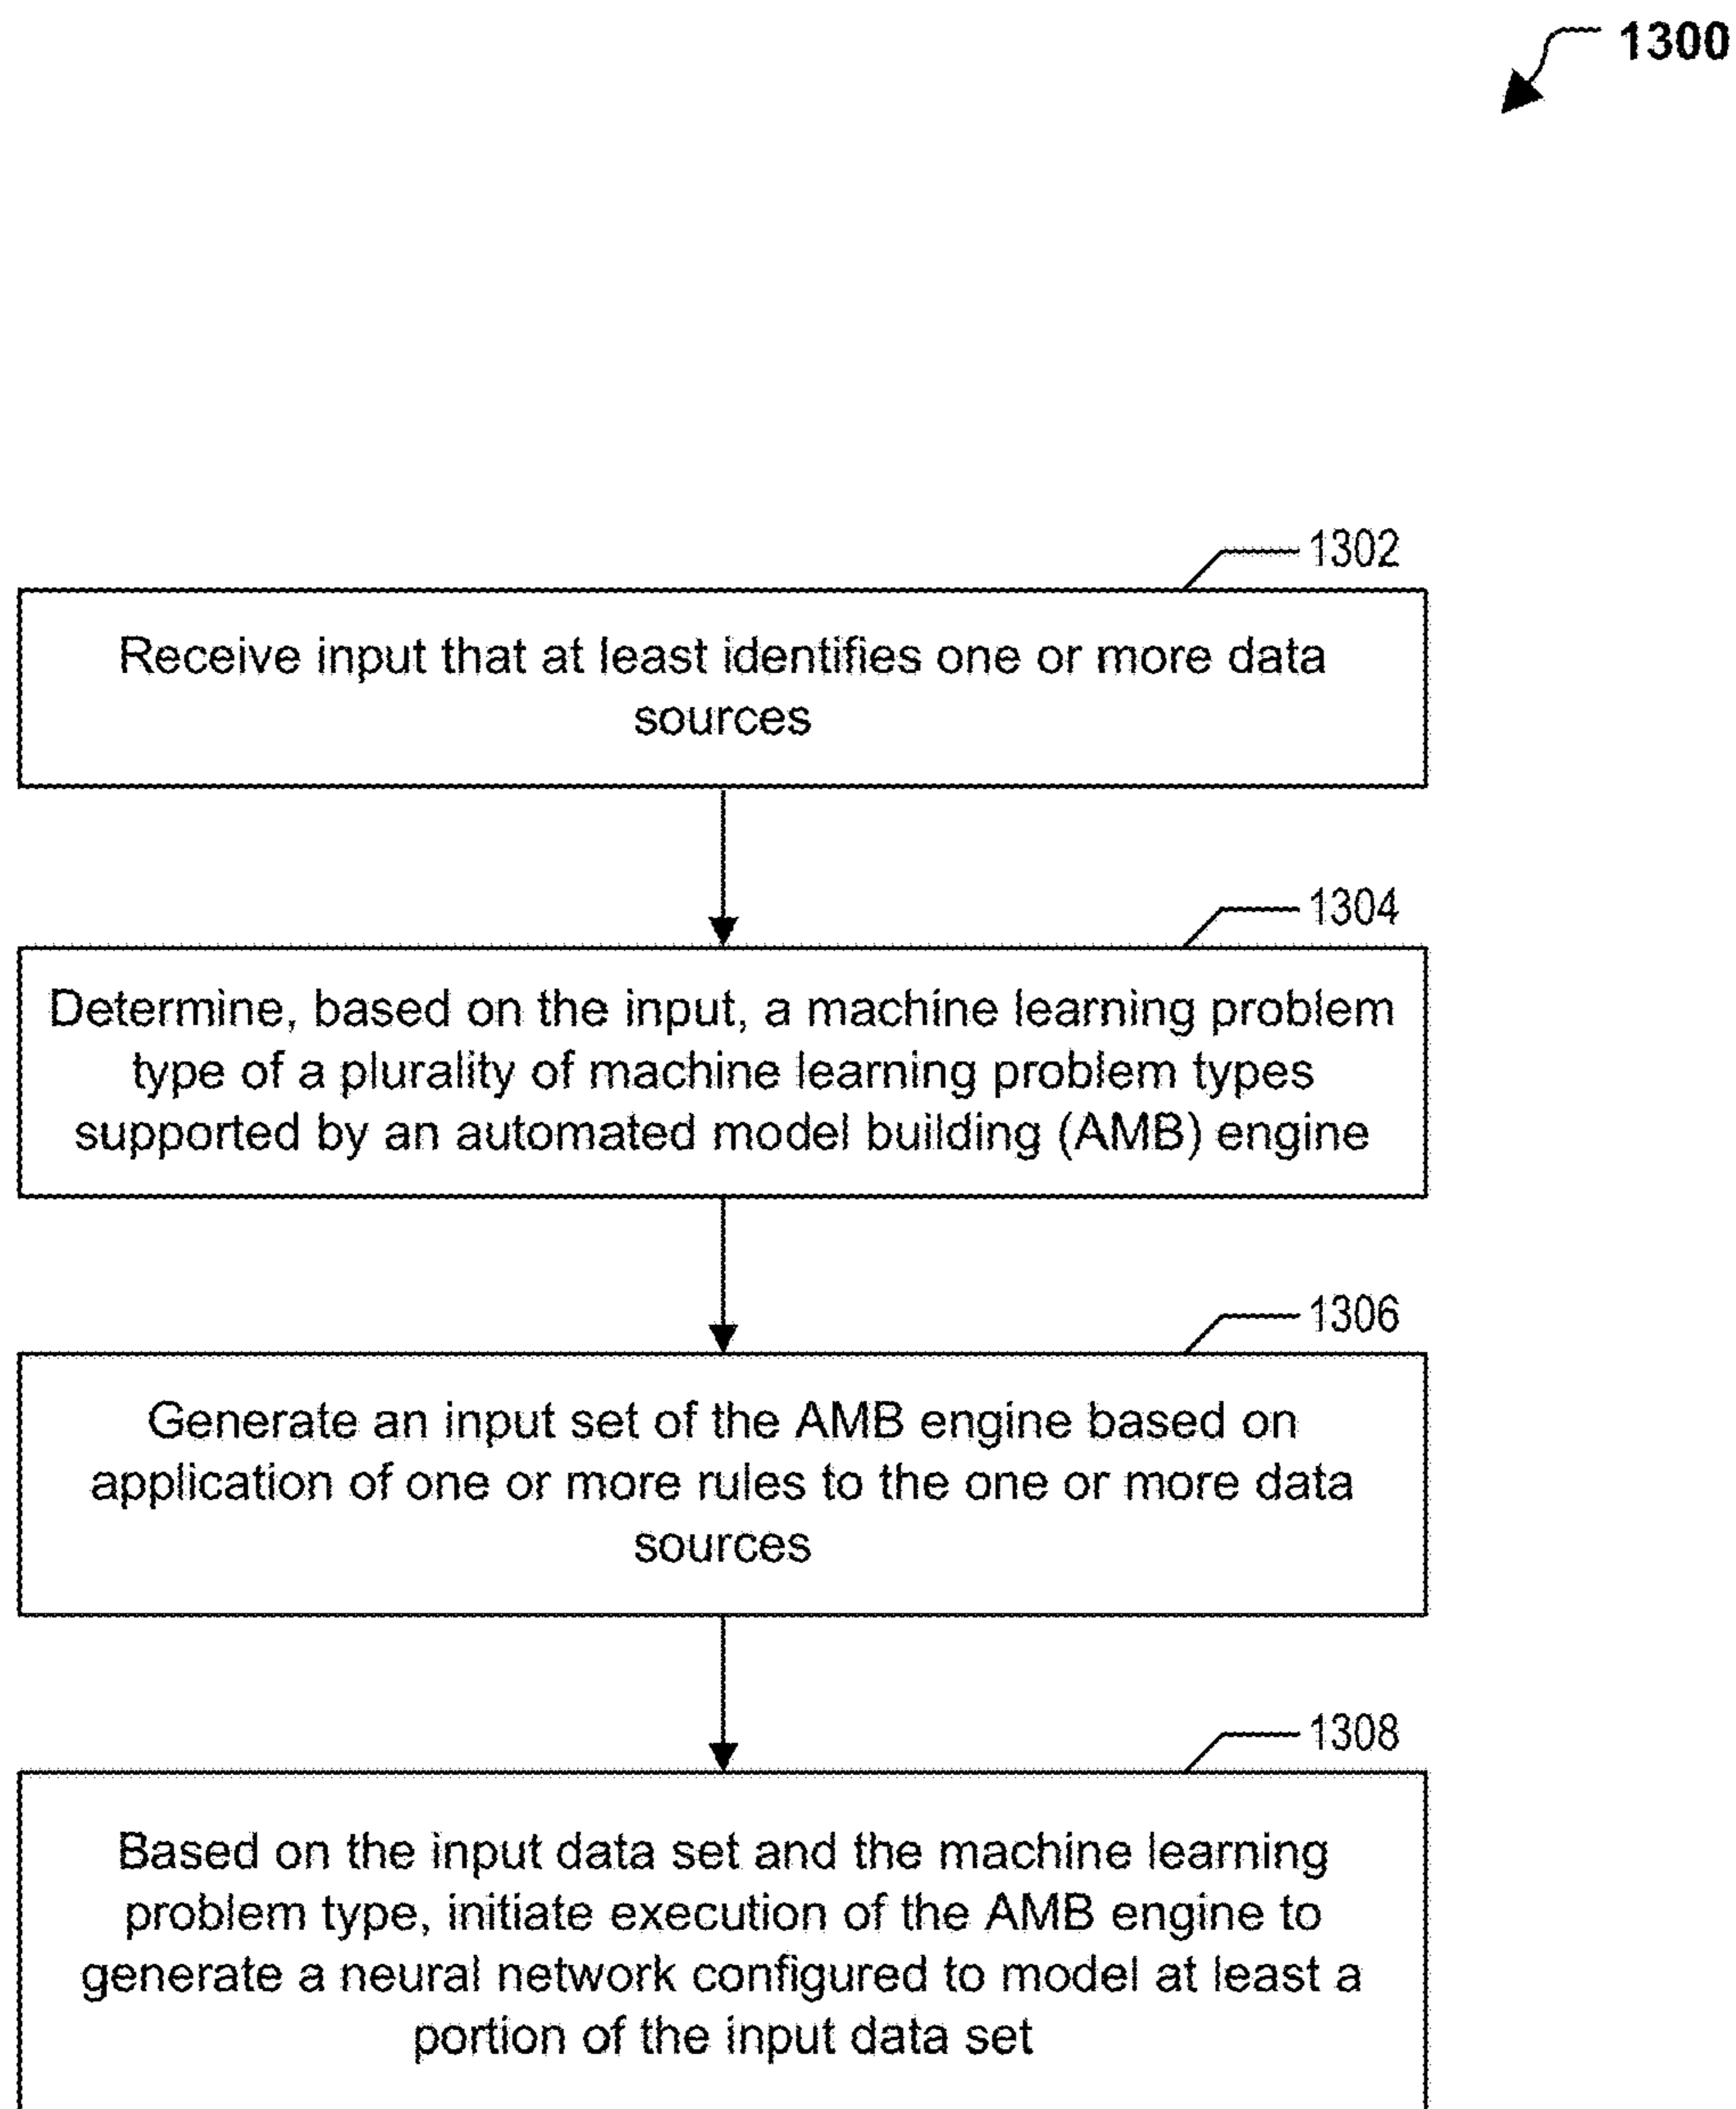 1300
1302
Receive input that at least identifies one or more data
sources
1304
Determine, based on the input, a machine learning problem
type of a plurality of machine learning problem types
supported by an automated model building (AMB) engine
1306
Generate an input set of the AMB engine based on
application of one or more rules to the one or more data
sources
1308
Based on the input data set and the machine learning
problem type, initiate execution of the AMB engine to
generate a neural network configured to model at least a
portion of the input data set